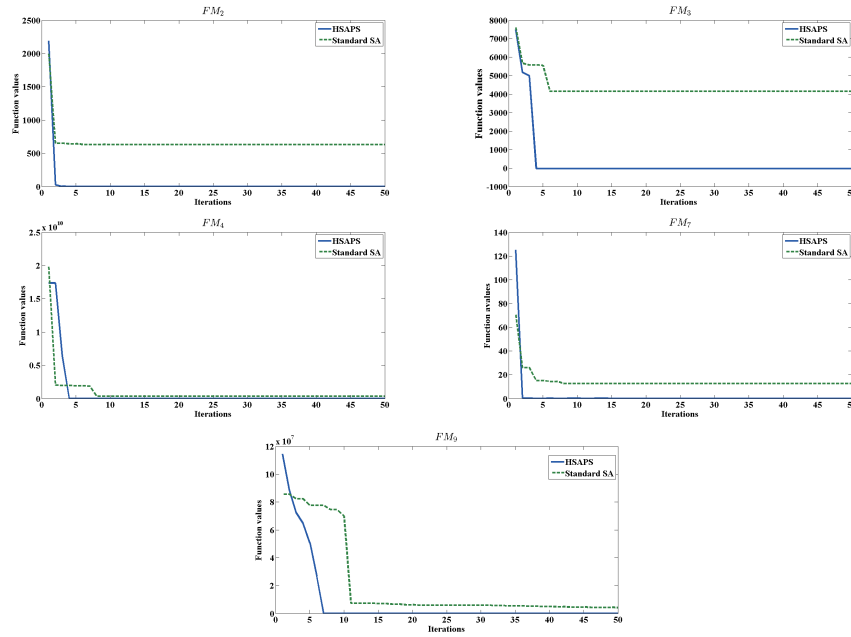 FM₂
2500
2000
1500
1000
500
0
Function values
0 5 10 15 20 25 30 35 40 45 50
Iterations
HSAPS
Standard SA
FM₃
8000
7000
6000
5000
4000
3000
2000
1000
0
-1000
Function values
0 5 10 15 20 25 30 35 40 45 50
Iterations
HSAPS
Standard SA
FM₄
x 10¹⁰
2.5
2
1.5
1
0.5
0
Function values
0 5 10 15 20 25 30 35 40 45 50
Iterations
HSAPS
Standard SA
FM₇
140
120
100
80
60
40
20
0
Function avalues
0 5 10 15 20 25 30 35 40 45 50
Iterations
HSAPS
Standard SA
FM₉
x 10⁷
12
10
8
6
4
2
0
Function values
0 5 10 15 20 25 30 35 40 45 50
Iterations
HSAPS
Standard SA